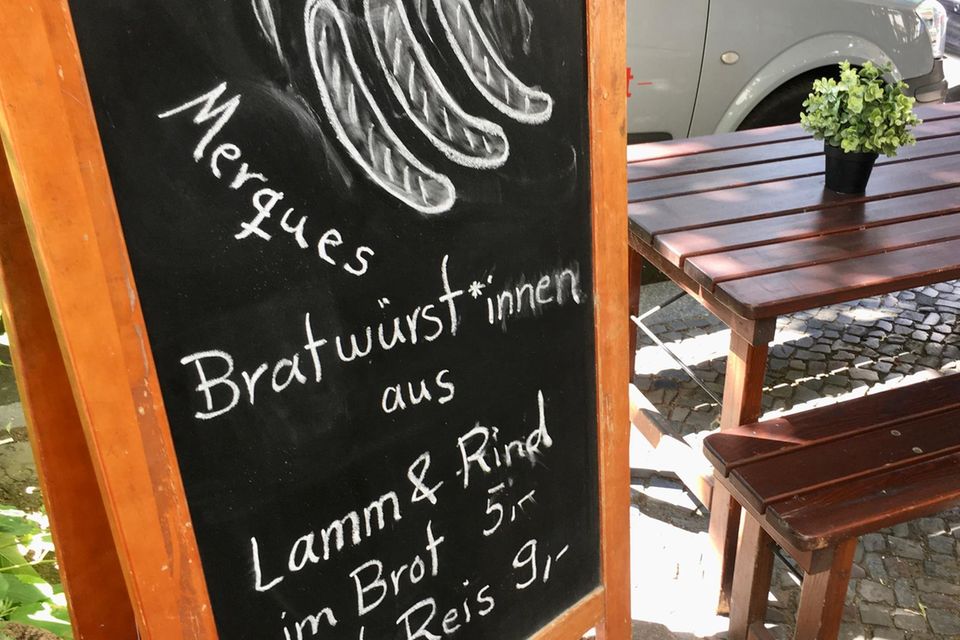 Merques
Bratwürst*innen
aus
Lamm & Rind
im Brot 5,-
Reis 9,-